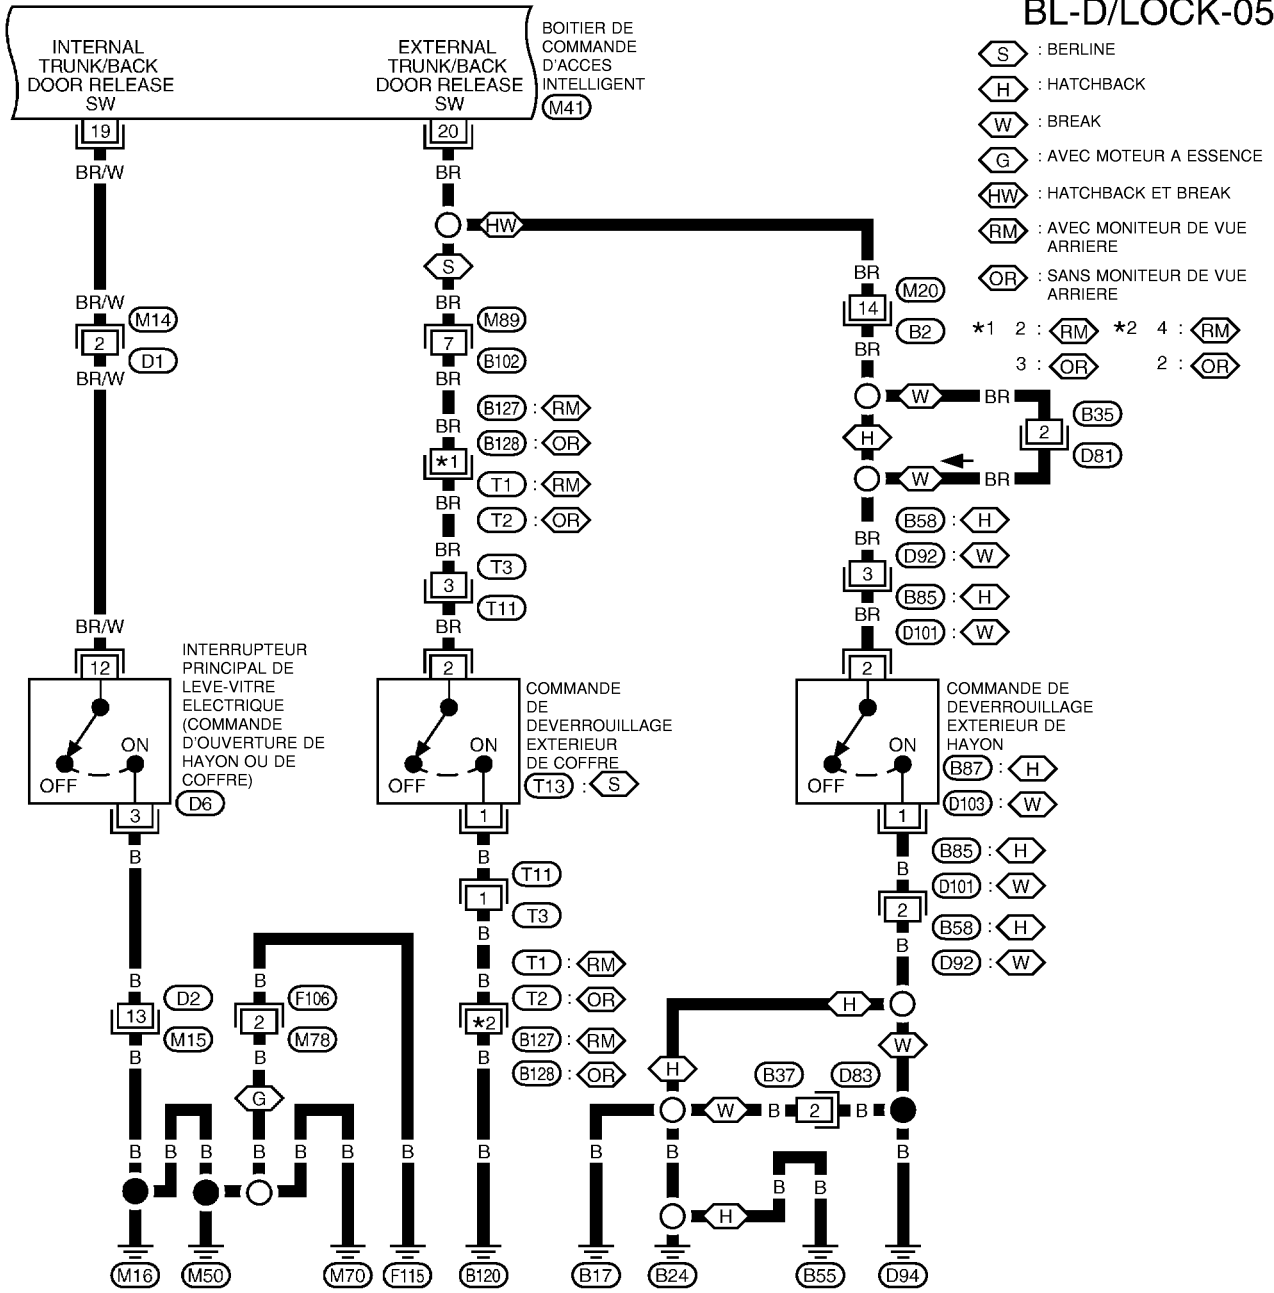 BL-D/LOCK-05
INTERNAL
TRUNK/BACK
DOOR RELEASE
SW
EXTERNAL
TRUNK/BACK
DOOR RELEASE
SW
BOITIER DE
COMMANDE
D'ACCES
INTELLIGENT
M41
S : BERLINE
H : HATCHBACK
W : BREAK
G : AVEC MOTEUR A ESSENCE
HW : HATCHBACK ET BREAK
RM : AVEC MONITEUR DE VUE
ARRIERE
OR : SANS MONITEUR DE VUE
ARRIERE
*1 2 : RM *2 4 : RM
3 : OR 2 : OR
19
BR/W
BR/W
2
M14
D1
BR/W
BR/W
12
INTERRUPTEUR
PRINCIPAL DE
LEVE-VITRE
ELECTRIQUE
(COMMANDE
D'OUVERTURE DE
HAYON OU DE
COFFRE)
D6
ON
OFF
3
B
13
D2
M15
B
B
B
B
B
2
F106
M78
B
G
B
B
B
B
M16
M50
M70
F115
20
BR
HW
S
BR
7
M89
B102
BR
BR
B127 : RM
B128 : OR
*1
T1 : RM
T2 : OR
BR
BR
3
T3
T11
BR
2
COMMANDE
DE
DEVERROUILLAGE
EXTERIEUR
DE COFFRE
T13 : S
ON
OFF
1
B
1
T11
T3
B
B
T1 : RM
T2 : OR
*2
B127 : RM
B128 : OR
B
B
B120
BR
14
M20
B2
BR
W
BR
H
2
B35
D81
W
BR
BR
B58 : H
D92 : W
3
B85 : H
D101 : W
BR
2
COMMANDE DE
DEVERROUILLAGE
EXTERIEUR DE
HAYON
B87 : H
D103 : W
ON
OFF
1
B
B85 : H
D101 : W
2
B58 : H
D92 : W
B
H
W
H
B37
D83
W
B
2
B
B
B
B
H
B
B
B17
B24
B55
D94